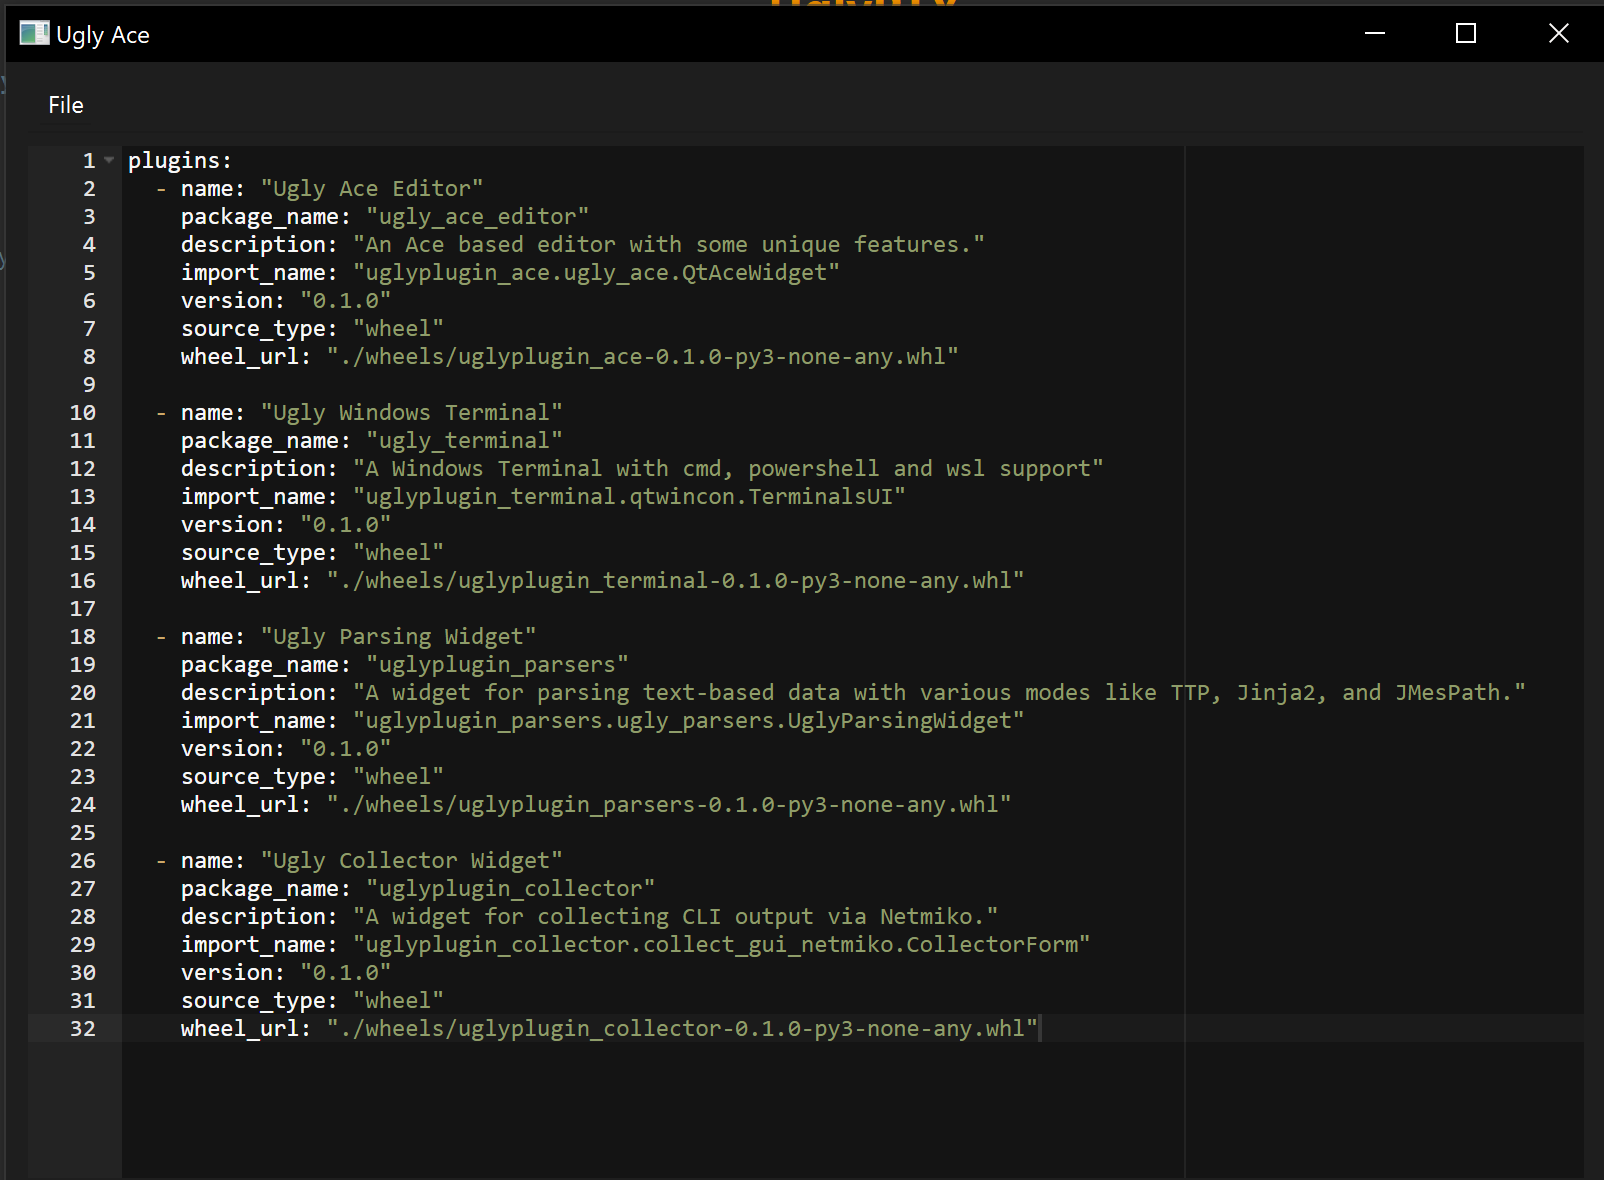 Ugly Ace
File
1 plugins:
2   - name: "Ugly Ace Editor"
3     package_name: "ugly_ace_editor"
4     description: "An Ace based editor with some unique features."
5     import_name: "uglyplugin_ace.ugly_ace.QtAceWidget"
6     version: "0.1.0"
7     source_type: "wheel"
8     wheel_url: "./wheels/uglyplugin_ace-0.1.0-py3-none-any.whl"
9
10   - name: "Ugly Windows Terminal"
11     package_name: "ugly_terminal"
12     description: "A Windows Terminal with cmd, powershell and wsl support"
13     import_name: "uglyplugin_terminal.qtwincon.TerminalsUI"
14     version: "0.1.0"
15     source_type: "wheel"
16     wheel_url: "./wheels/uglyplugin_terminal-0.1.0-py3-none-any.whl"
17
18   - name: "Ugly Parsing Widget"
19     package_name: "uglyplugin_parsers"
20     description: "A widget for parsing text-based data with various modes like TTP, Jinja2, and JMesPath."
21     import_name: "uglyplugin_parsers.ugly_parsers.UglyParsingWidget"
22     version: "0.1.0"
23     source_type: "wheel"
24     wheel_url: "./wheels/uglyplugin_parsers-0.1.0-py3-none-any.whl"
25
26   - name: "Ugly Collector Widget"
27     package_name: "uglyplugin_collector"
28     description: "A widget for collecting CLI output via Netmiko."
29     import_name: "uglyplugin_collector.collect_gui_netmiko.CollectorForm"
30     version: "0.1.0"
31     source_type: "wheel"
32     wheel_url: "./wheels/uglyplugin_collector-0.1.0-py3-none-any.whl"